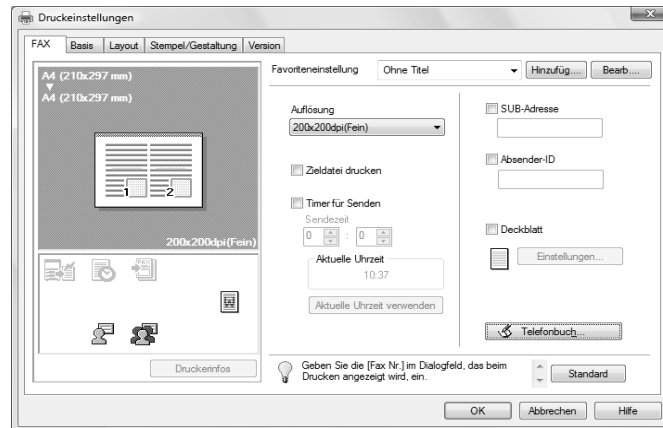 Druckeinstellungen
FAX
Basis
Layout
Stempel/Gestaltung
Version
A4 (210x297 mm)
A4 (210x297 mm)
1 2
200x200dpi(Fein)
FAX
Druckerinfos
Favoriteneinstellung
Ohne Titel
Hinzufüg....
Bearb....
Auflösung
200x200dpi(Fein)
Zieldatei drucken
Timer für Senden
Sendezeit
0 : 0
Aktuelle Uhrzeit
10:37
Aktuelle Uhrzeit verwenden
SUB-Adresse
Absender-ID
Deckblatt
Einstellungen...
Telefonbuch...
Geben Sie die [Fax Nr.] im Dialogfeld, das beim
Drucken angezeigt wird, ein.
Standard
OK
Abbrechen
Hilfe